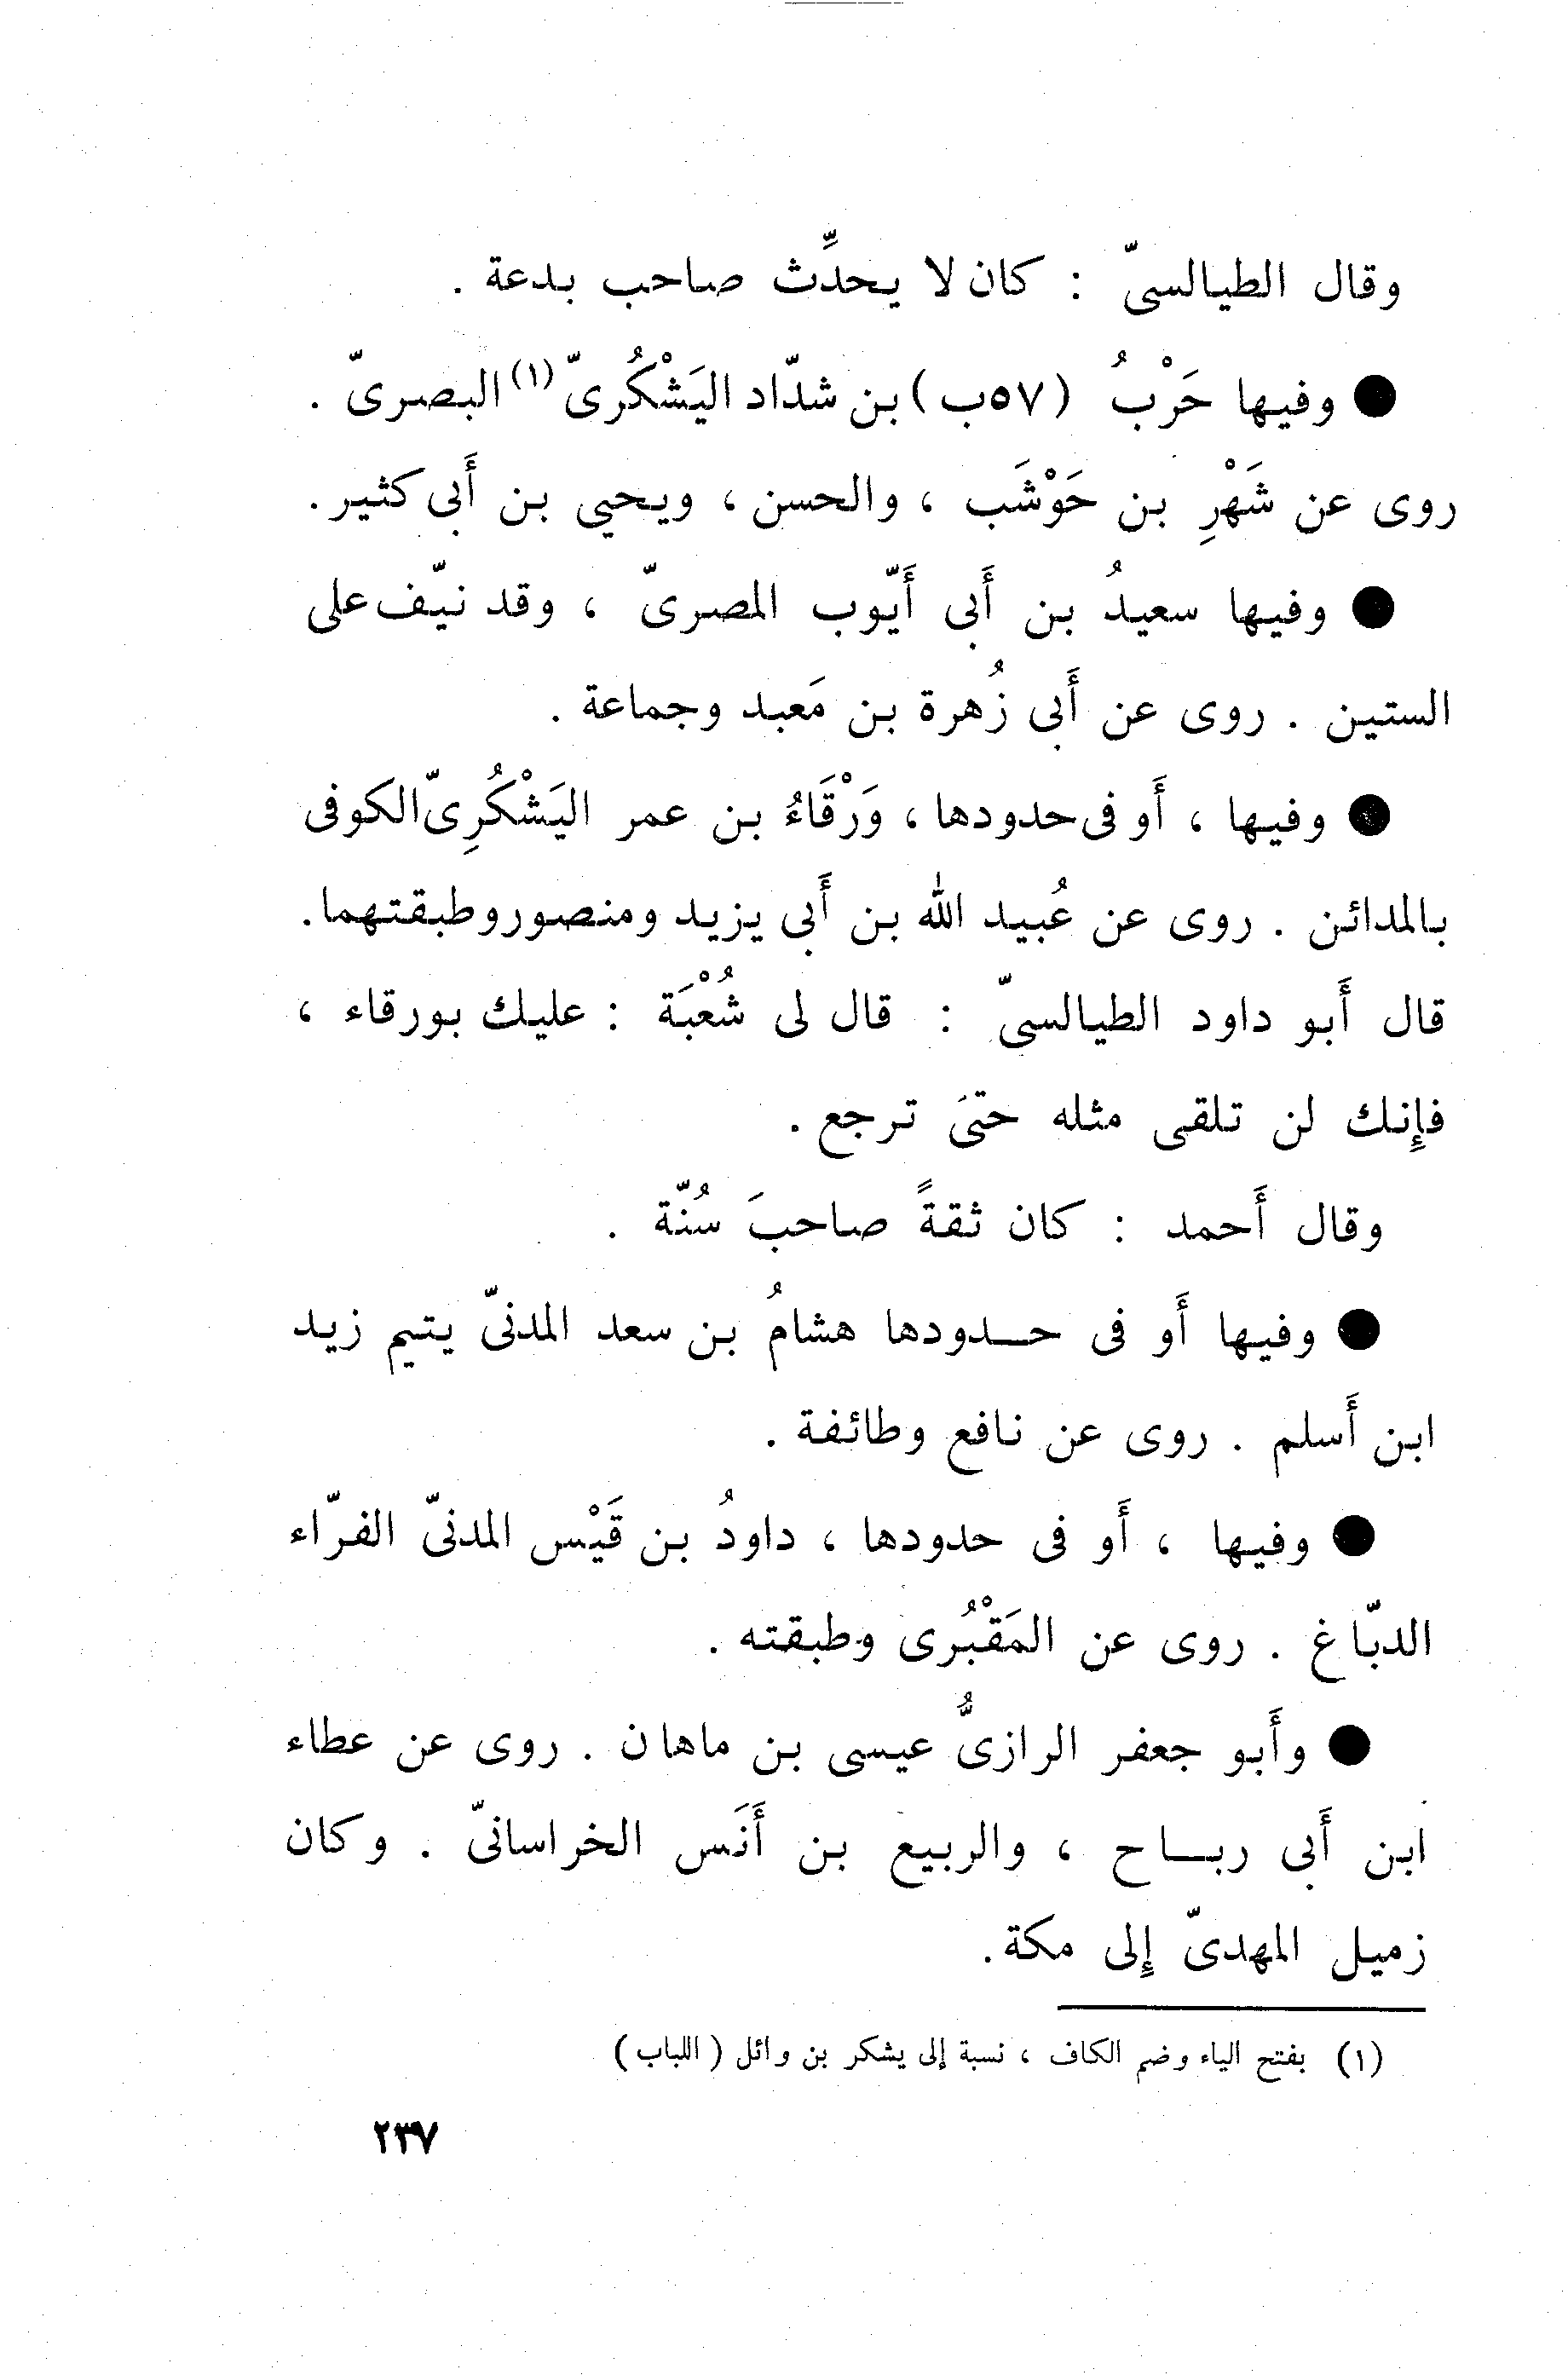 وقال الطيالسىّ : كان لا يحدِّث صاحب بدعة .
● وفيها حَرْبُ (٥٧ب) بن شدّاد اليَشْكُرىّ(١) البصرىّ .
روى عن شَهْرِ بن حَوْشَب ، والحسن ، ويحيى بن أَبى كثير .
● وفيها سعيدُ بن أَبى أَيّوب المصرىّ ، وقد نيّف على
الستين . روى عن أَبى زُهرة بن مَعبد وجماعة .
● وفيها ، أَو فى حدودها ، وَرْقَاءُ بن عمر اليَشْكُرِىّ الكوفى
بالمدائن . روى عن عُبيد الله بن أَبى يزيد ومنصور وطبقتهما .
قال أَبو داود الطيالسىّ : قال لى شُعْبَة : عليك بورقاء ،
فإِنك لن تلقى مثله حتىَ ترجع .
وقال أَحمد : كان ثقةً صاحبَ سُنّة .
● وفيها أَو فى حـدودها هشامُ بن سعد المدنىّ يتيم زيد
ابن أَسلم . روى عن نافع وطائفة .
● وفيها ، أَو فى حدودها ، داودُ بن قَيْس المدنىّ الفرّاء
الدبّاغ . روى عن المَقْبُرى وطبقته .
● وأَبو جعفر الرازىُّ عيسى بن ماهان . روى عن عطاء
ابن أَبى ربـاح ، والربيع بن أَنَس الخراسانىّ . وكان
زميل المهدىّ إِلى مكة .
(١) بفتح الياء وضم الكاف ، نسبة إلى يشكر بن وائل ( اللباب )
٢٣٧